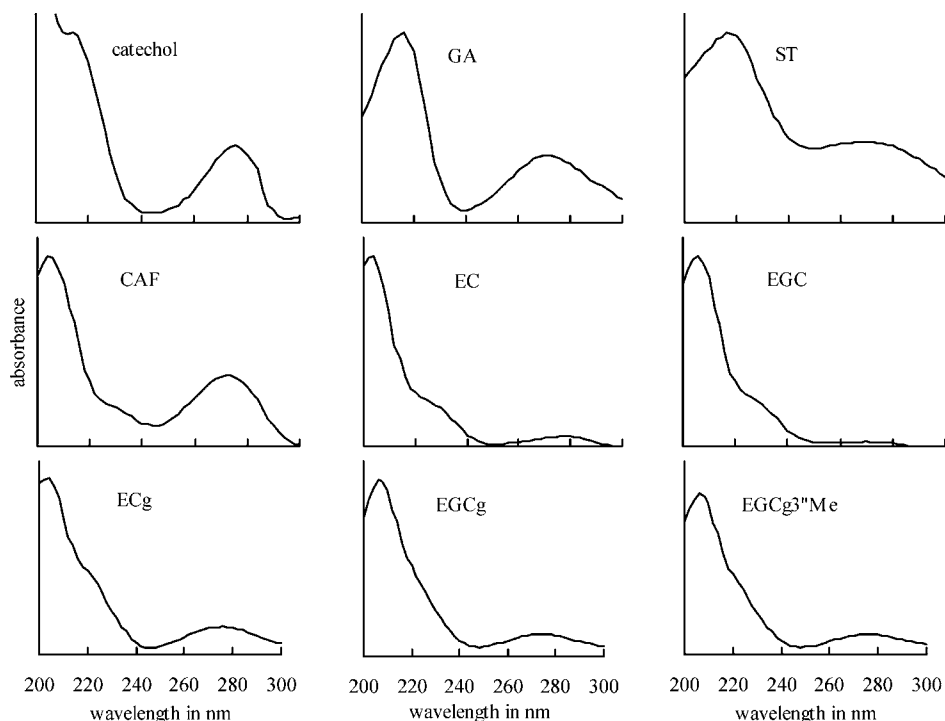 catechol
GA
ST
CAF
EC
EGC
absorbance
ECg
EGCg
EGCg3"Me
200 220 240 260 280 300
200 220 240 260 280 300
200 220 240 260 280 300
wavelength in nm
wavelength in nm
wavelength in nm